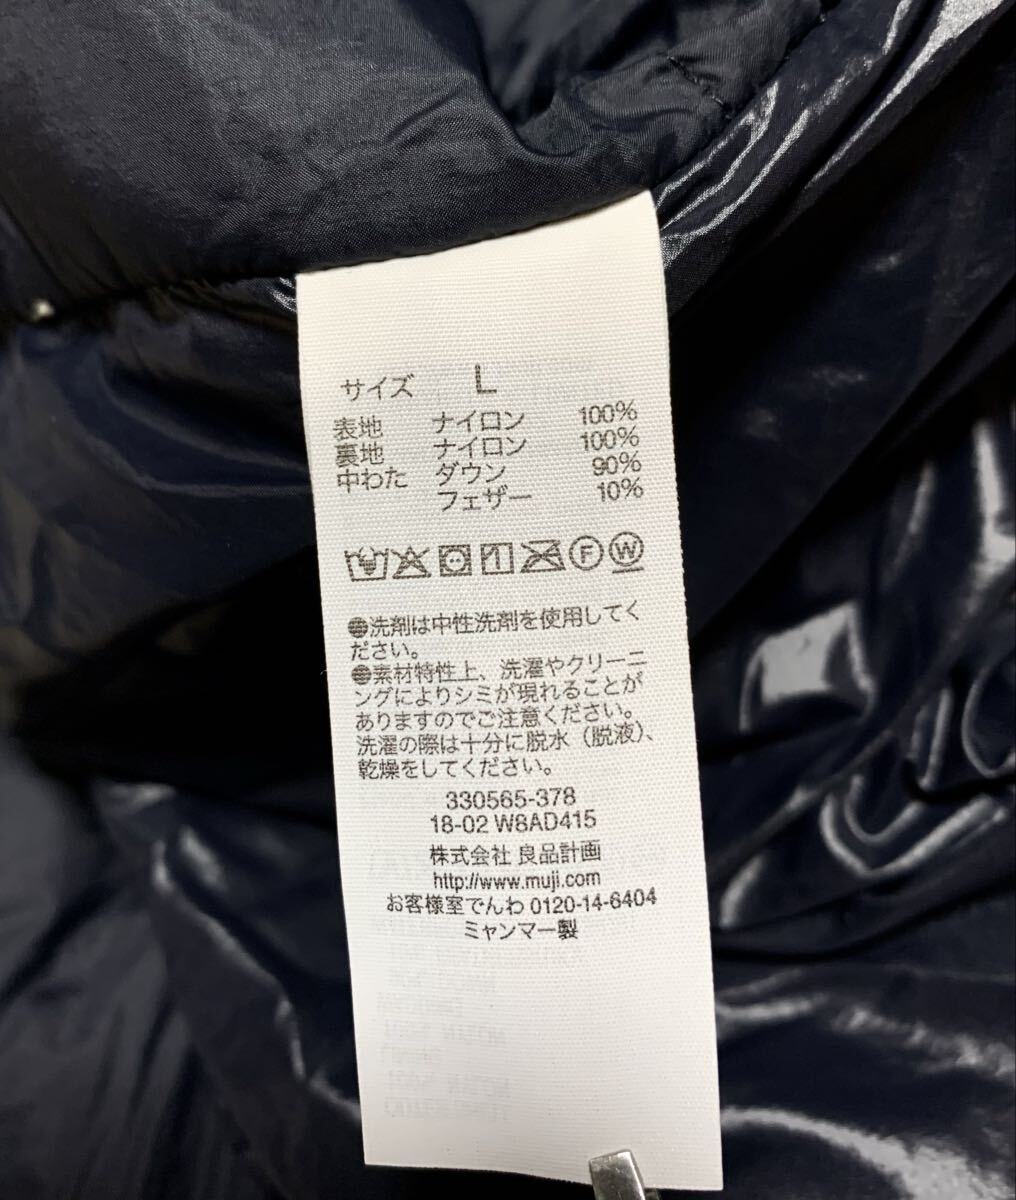 サイズ L
表地 ナイロン 100%
裏地 ナイロン 100%
中わた ダウン 90%
フェザー 10%
F W
●洗剤は中性洗剤を使用してく
ださい。
●素材特性上、洗濯やクリーニ
ングによりシミが現れることが
ありますのでご注意ください。
洗濯の際は十分に脱水（脱液）、
乾燥をしてください。
330565-378
18-02 W8AD415
株式会社 良品計画
http://www.muji.com
お客様室でんわ 0120-14-6404
ミャンマー製